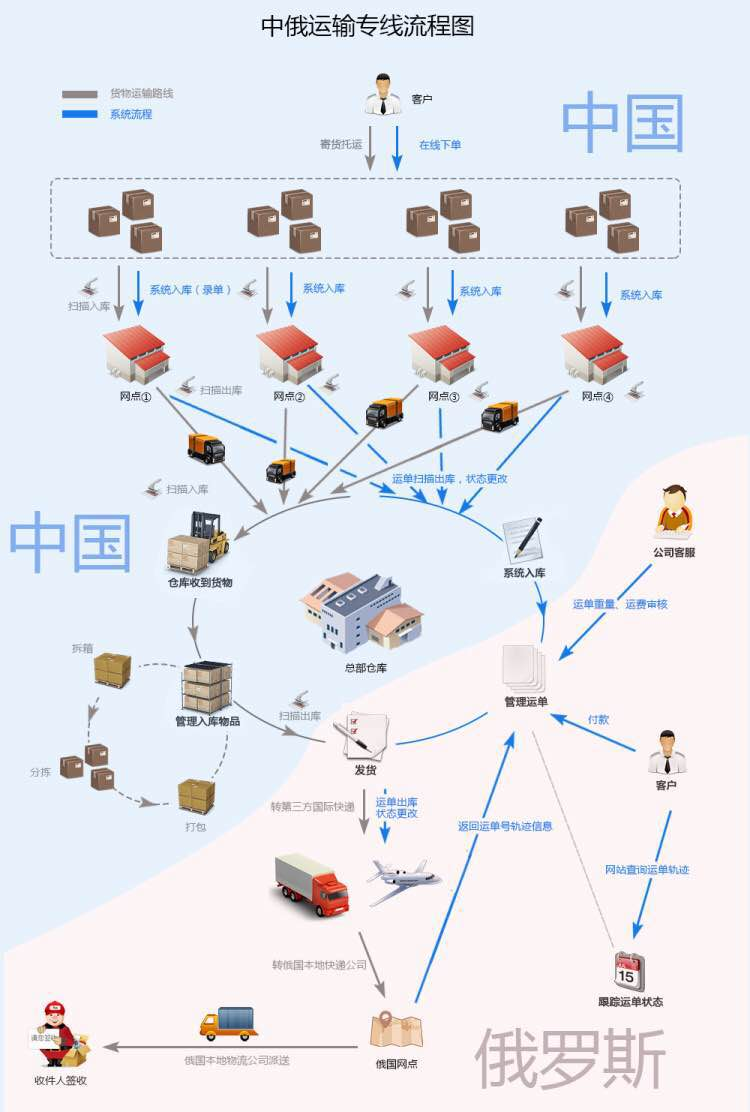 中俄运输专线流程图
货物运输路线
客户
系统流程
中国
寄货托运
在线下单
扫描入库
系统入库（录单）
系统入库
系统入库
系统入库
网点①
扫描出库
网点②
网点③
网点④
扫描入库
运单扫描出库，状态更改
中国
仓库收到货物
系统入库
公司客服
运单重量、运费审核
拆箱
总部仓库
管理入库物品
扫描出库
管理运单
付款
分拣
发货
客户
打包
转第三方国际快递
运单出库
状态更改
返回运单号轨迹信息
网站查询运单轨迹
转俄国本地快递公司
15
跟踪运单状态
请您签收
俄国本地物流公司派送
俄国网点
俄罗斯
收件人签收